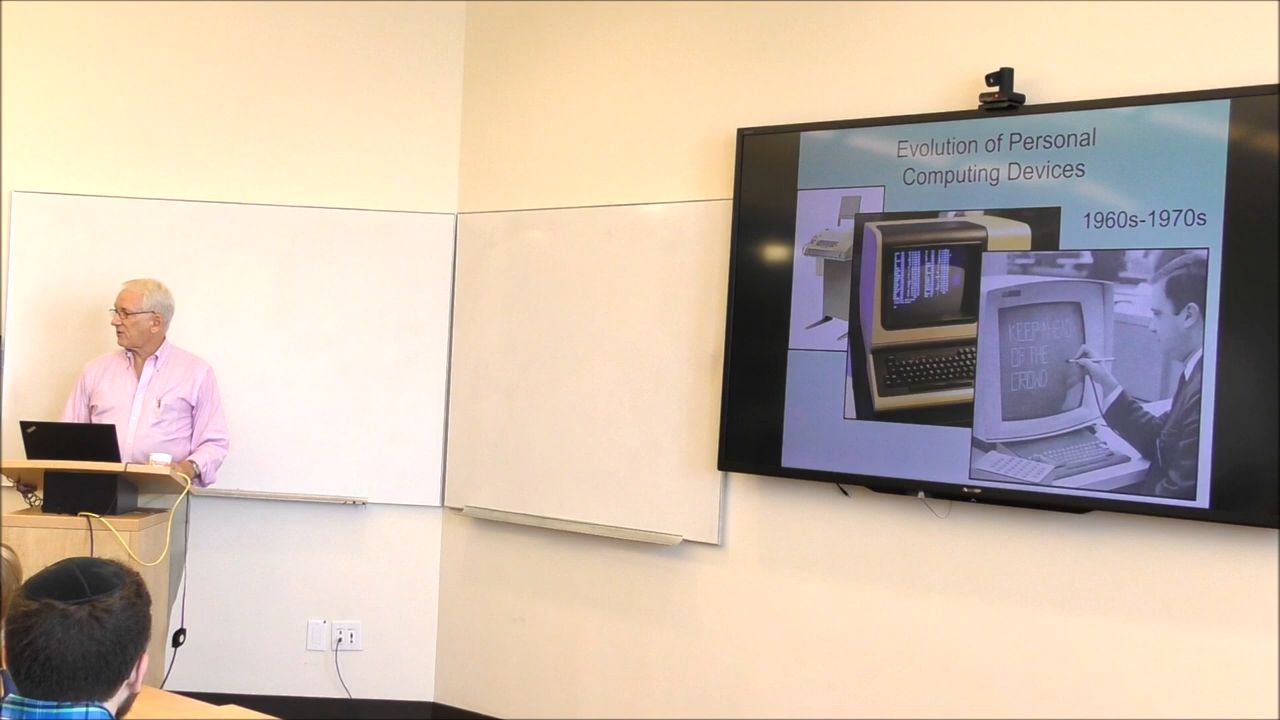 Evolution of Personal
Computing Devices
1960s-1970s
KEEP AHEAD
OF THE
CROWD